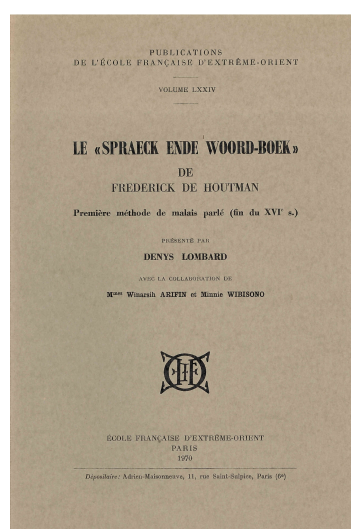 PUBLICATIONS
DE L'ÉCOLE FRANÇAISE D'EXTRÊME-ORIENT
VOLUME LXXIV
LE «SPRAECK ENDE WOORD-BOEK»
DE
FREDERICK DE HOUTMAN
Première méthode de malais parlé (fin du XVIᵉ s.)
PRÉSENTÉ PAR
DENYS LOMBARD
AVEC LA COLLABORATION DE
Mᵐᵉˢ Winarsih ARIFIN et Minnie WIBISONO
ÉCOLE FRANÇAISE D'EXTRÊME-ORIENT
PARIS
1970
Dépositaire: Adrien-Maisonneuve, 11, rue Saint-Sulpice, Paris (6ᵉ)